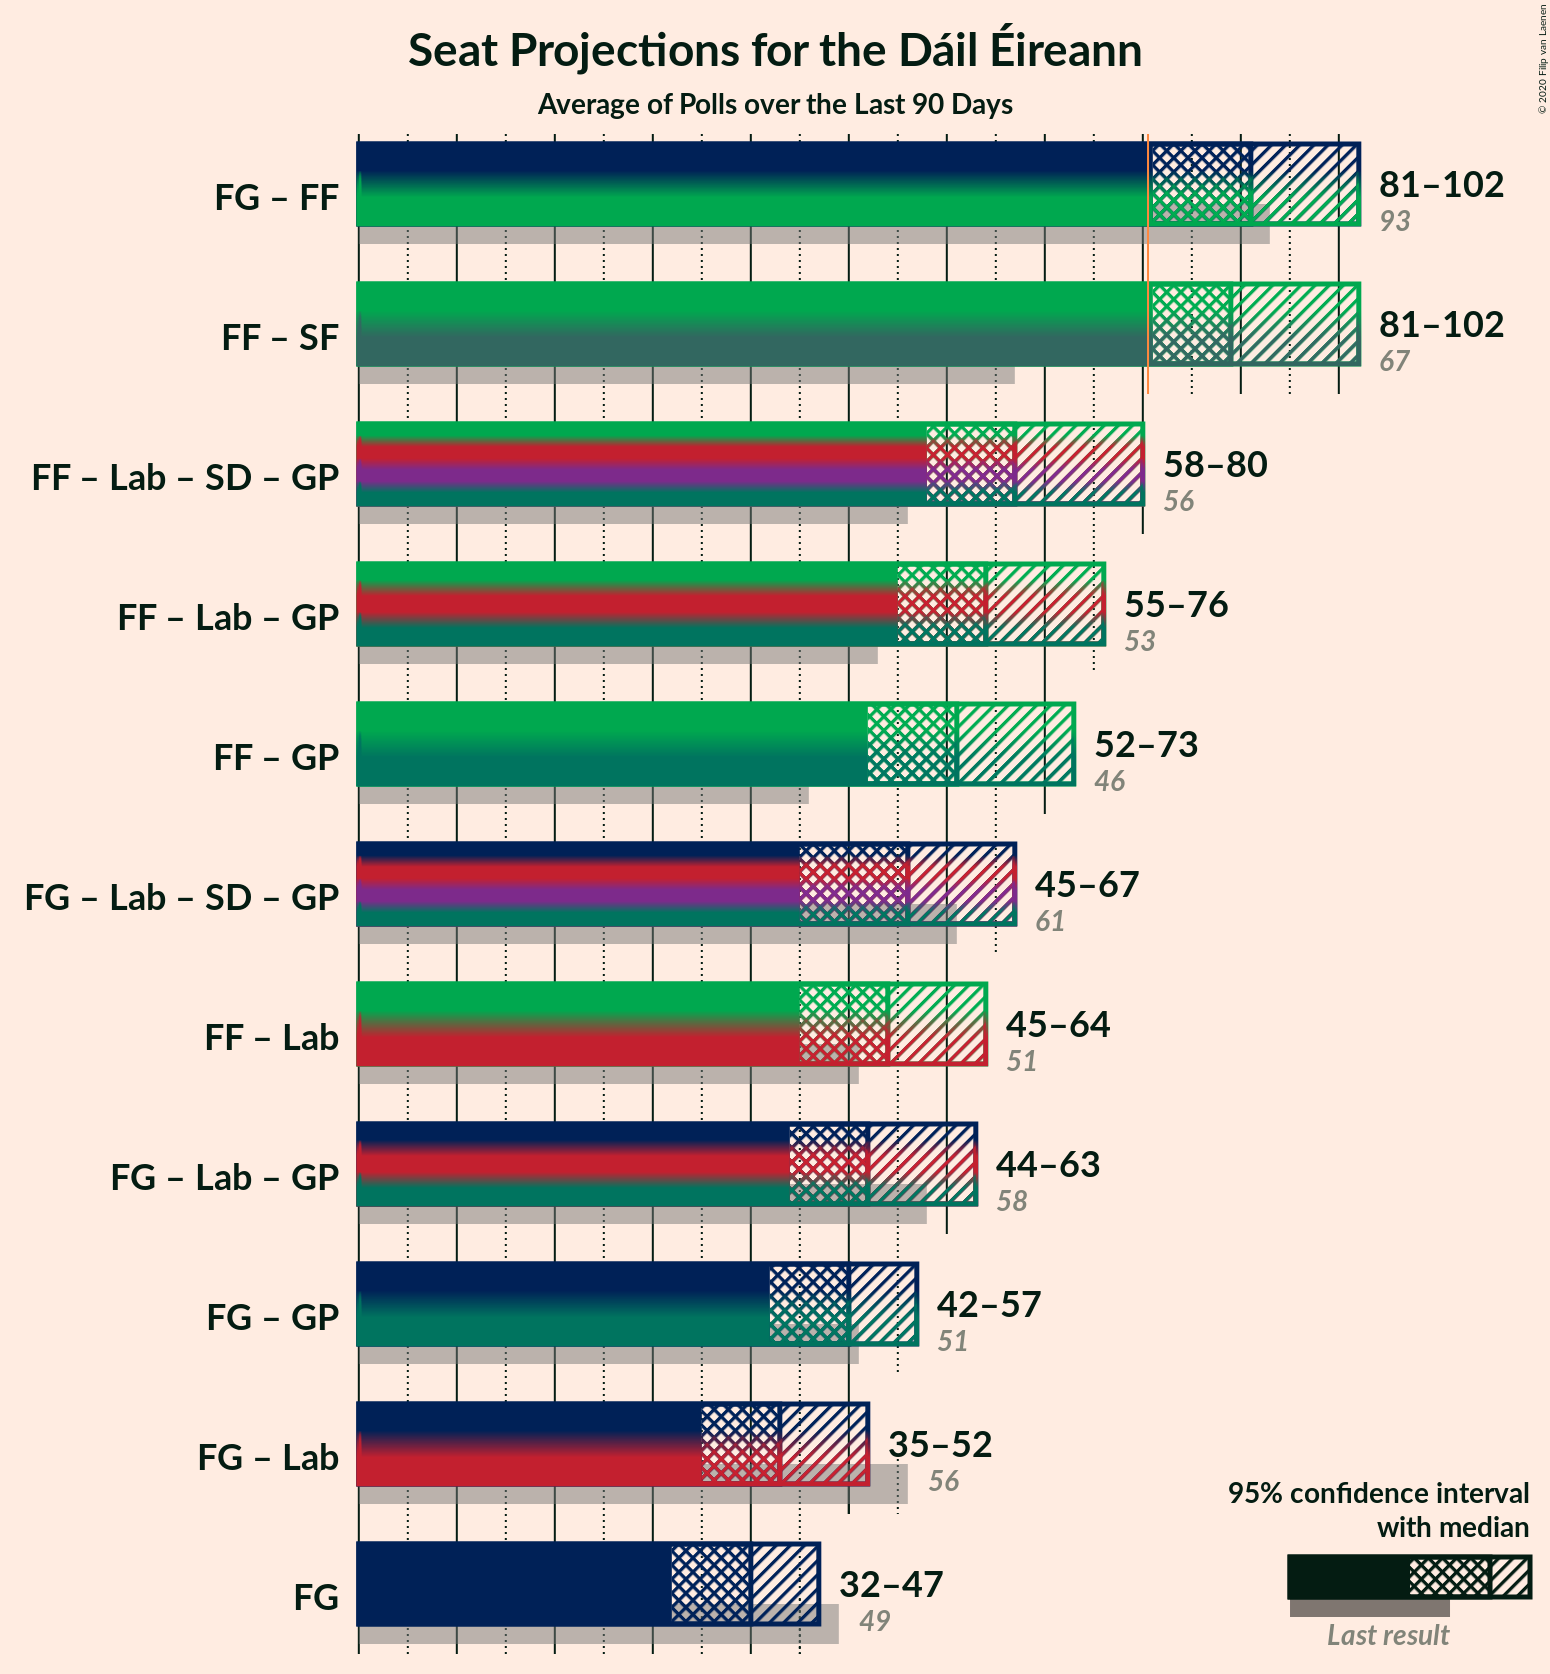 Seat Projections for the Dáil Éireann
Average of Polls over the Last 90 Days
© 2020 Filip van Laenen
FG – FF
81–102
93
FF – SF
81–102
67
FF – Lab – SD – GP
58–80
56
FF – Lab – GP
55–76
53
FF – GP
52–73
46
FG – Lab – SD – GP
45–67
61
FF – Lab
45–64
51
FG – Lab – GP
44–63
58
FG – GP
42–57
51
FG – Lab
35–52
56
FG
32–47
49
95% confidence interval
with median
Last result